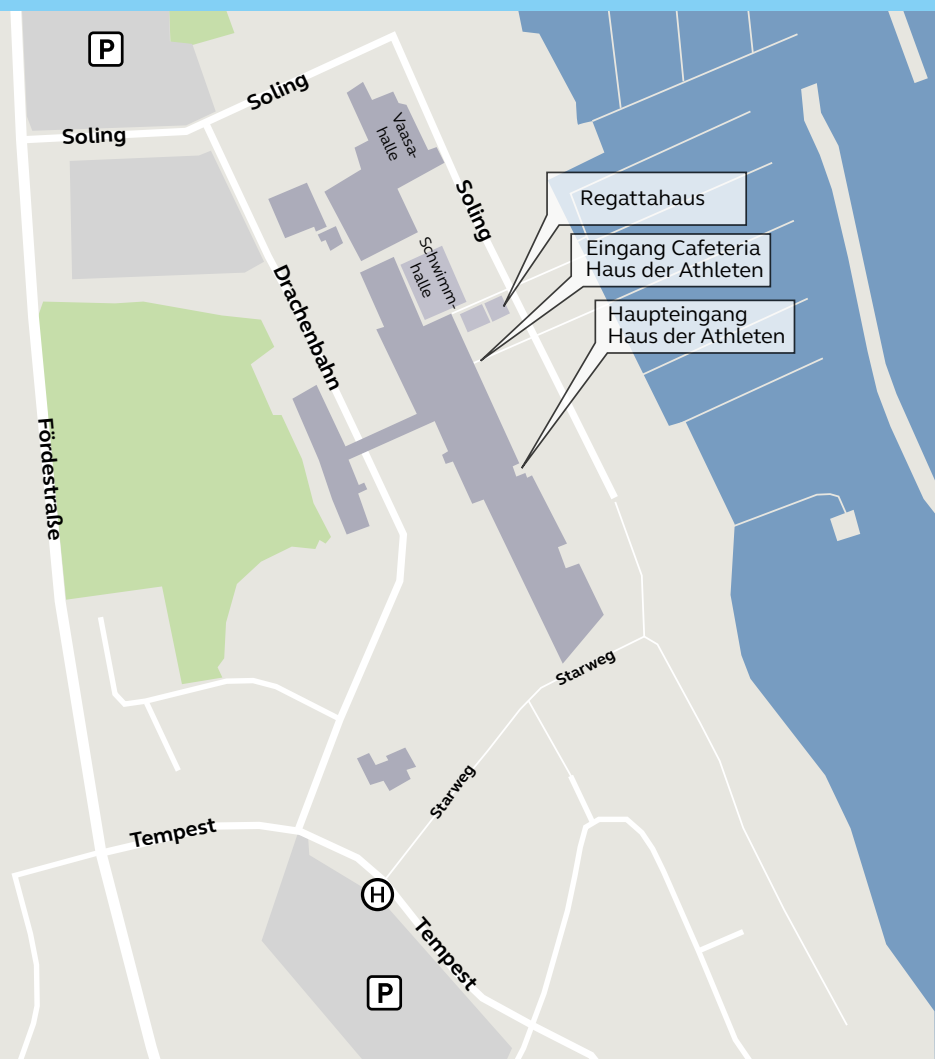 P
Soling
Soling
Vaasa-
halle
Soling
Regattahaus
Schwimm-
halle
Eingang Cafeteria
Haus der Athleten
Drachenbahn
Haupteingang
Haus der Athleten
Fördestraße
Starweg
Starweg
Tempest
H
Tempest
P